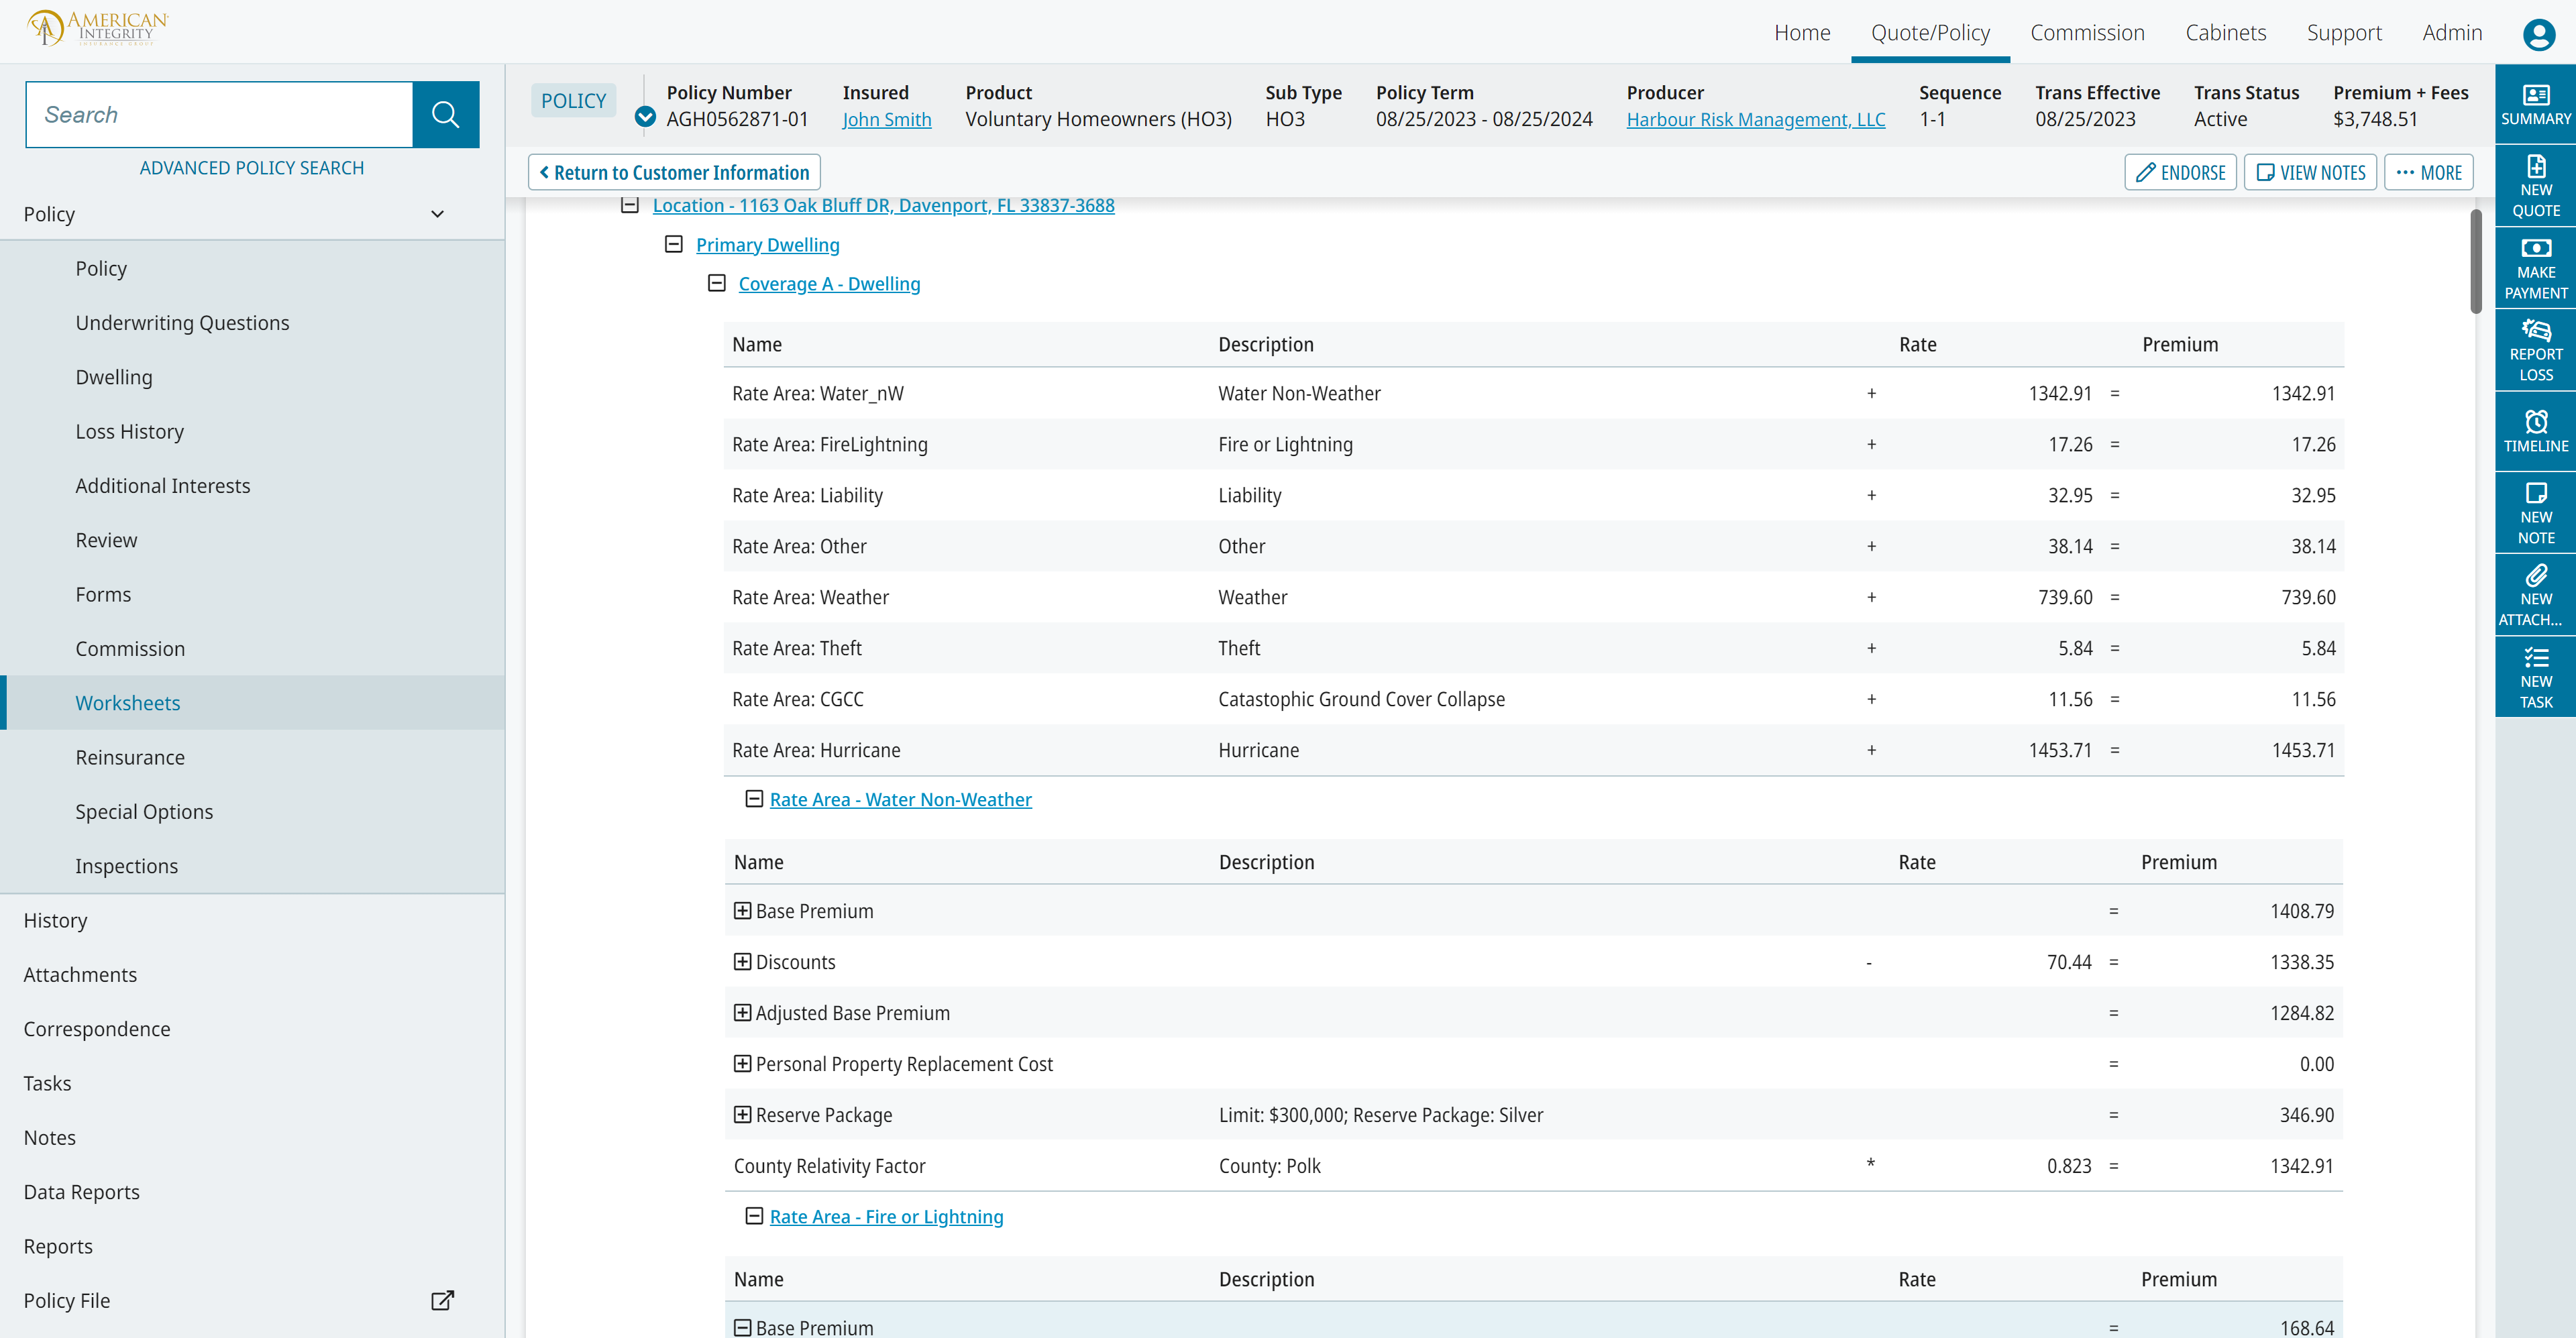 AMERICAN
INTEGRITY
INSURANCE GROUP
Home Quote/Policy Commission Cabinets Support Admin
Search
ADVANCED POLICY SEARCH
Policy
Policy
Underwriting Questions
Dwelling
Loss History
Additional Interests
Review
Forms
Commission
Worksheets
Reinsurance
Special Options
Inspections
History
Attachments
Correspondence
Tasks
Notes
Data Reports
Reports
Policy File
POLICY
Policy Number Insured Product Sub Type Policy Term Producer Sequence Trans Effective Trans Status Premium + Fees
AGH0562871-01 John Smith Voluntary Homeowners (HO3) HO3 08/25/2023 - 08/25/2024 Harbour Risk Management, LLC 1-1 08/25/2023 Active $3,748.51
Return to Customer Information ENDORSE VIEW NOTES ··· MORE
Location - 1163 Oak Bluff DR, Davenport, FL 33837-3688
Primary Dwelling
Coverage A - Dwelling
Name Description Rate Premium
Rate Area: Water_nW Water Non-Weather + 1342.91 = 1342.91
Rate Area: FireLightning Fire or Lightning + 17.26 = 17.26
Rate Area: Liability Liability + 32.95 = 32.95
Rate Area: Other Other + 38.14 = 38.14
Rate Area: Weather Weather + 739.60 = 739.60
Rate Area: Theft Theft + 5.84 = 5.84
Rate Area: CGCC Catastophic Ground Cover Collapse + 11.56 = 11.56
Rate Area: Hurricane Hurricane + 1453.71 = 1453.71
Rate Area - Water Non-Weather
Name Description Rate Premium
Base Premium = 1408.79
Discounts - 70.44 = 1338.35
Adjusted Base Premium = 1284.82
Personal Property Replacement Cost = 0.00
Reserve Package Limit: $300,000; Reserve Package: Silver = 346.90
County Relativity Factor County: Polk * 0.823 = 1342.91
Rate Area - Fire or Lightning
Name Description Rate Premium
Base Premium = 168.64
SUMMARY
NEW
QUOTE
MAKE
PAYMENT
REPORT
LOSS
TIMELINE
NEW
NOTE
NEW
ATTACH...
NEW
TASK